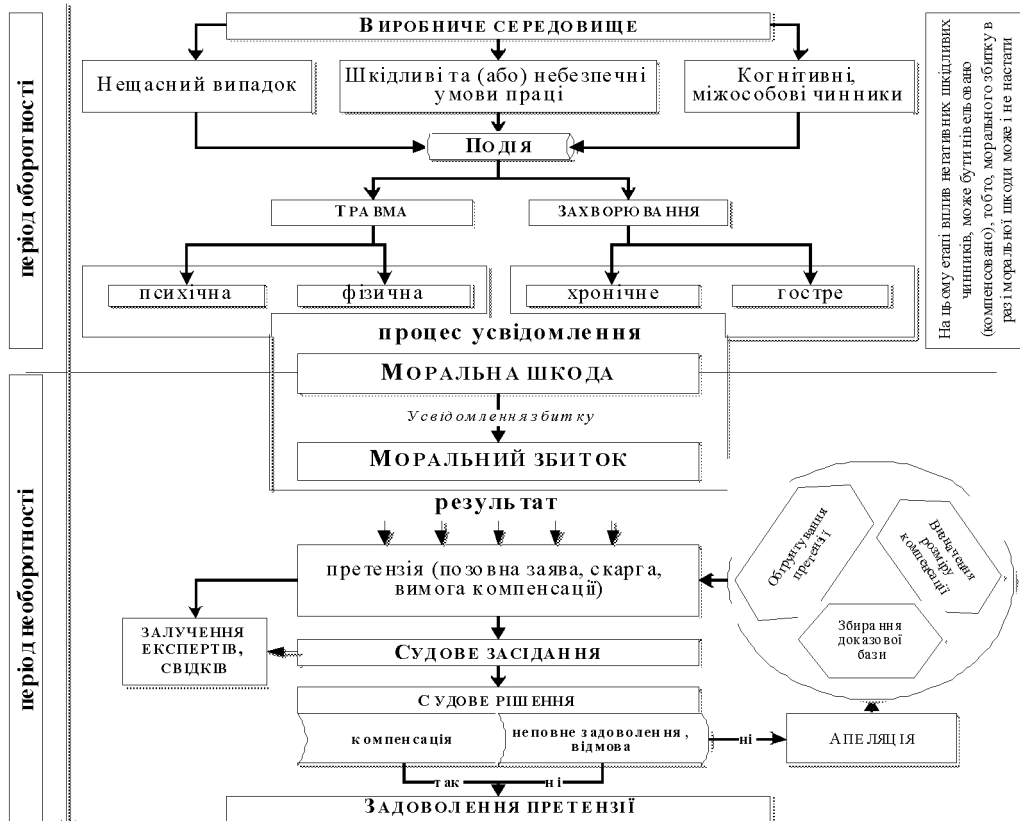 ВИРОБНИЧЕ СЕРЕДОВИЩЕ
Нещасний випадок
Шкідливі та (або) небезпечні
умови праці
Когнітивні,
міжособові чинники
ПОДІЯ
ТРАВМА
ЗАХВОРЮВАННЯ
психічна
фізична
хронічне
гостре
процес усвідомлення
МОРАЛЬНА ШКОДА
Усвідомлення збитку
МОРАЛЬНИЙ ЗБИТОК
результат
претензія (позовна заява, скарга,
вимога компенсації)
ЗАЛУЧЕННЯ
ЕКСПЕРТІВ,
СВІДКІВ
СУДОВЕ ЗАСІДАННЯ
СУДОВЕ РІШЕННЯ
компенсація
неповне задоволення,
відмова
ні
АПЕЛЯЦІЯ
так
ні
ЗАДОВОЛЕННЯ ПРЕТЕНЗІЇ
Обґрунтування
претензії
Визначення
розміру
компенсації
Збирання
доказової
бази
період оборотності
період необоротності
На цьому етапі вплив негативних шкідливих
чинників, може бути нівельовано
(компенсовано), тобто, морального збитку в
разі моральної шкоди може і не настати